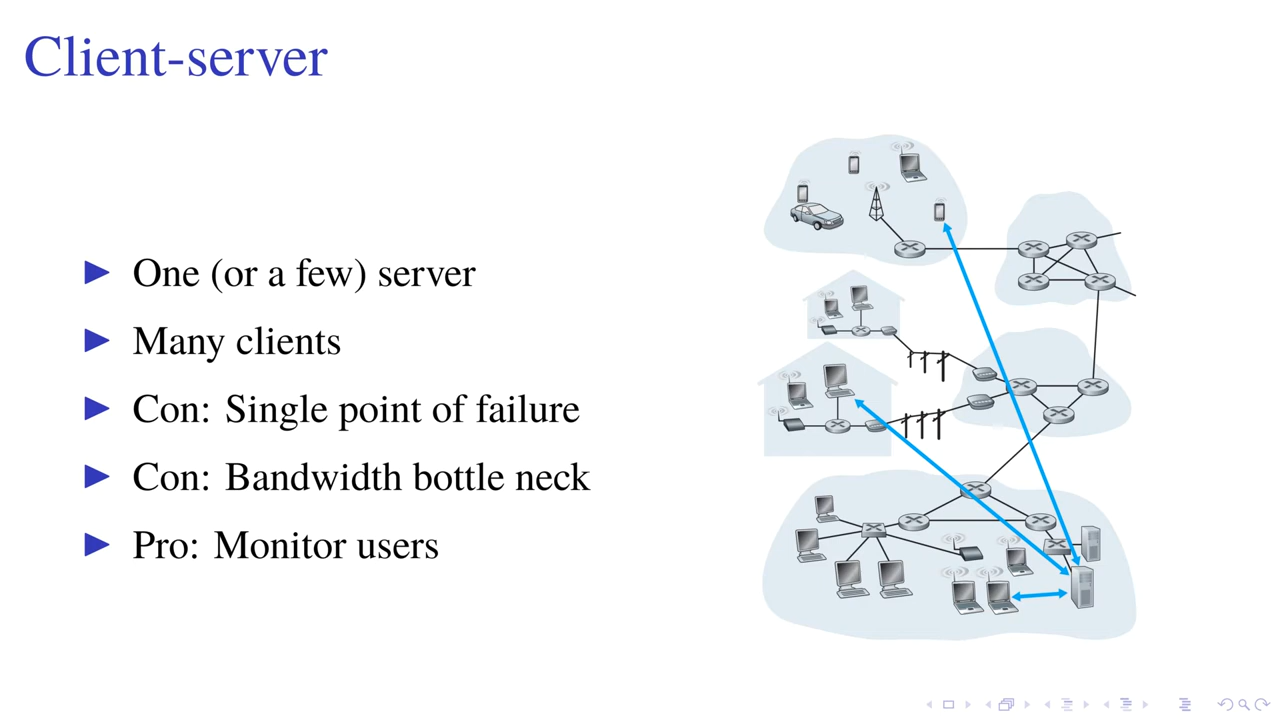 Client-server
One (or a few) server
Many clients
Con: Single point of failure
Con: Bandwidth bottle neck
Pro: Monitor users